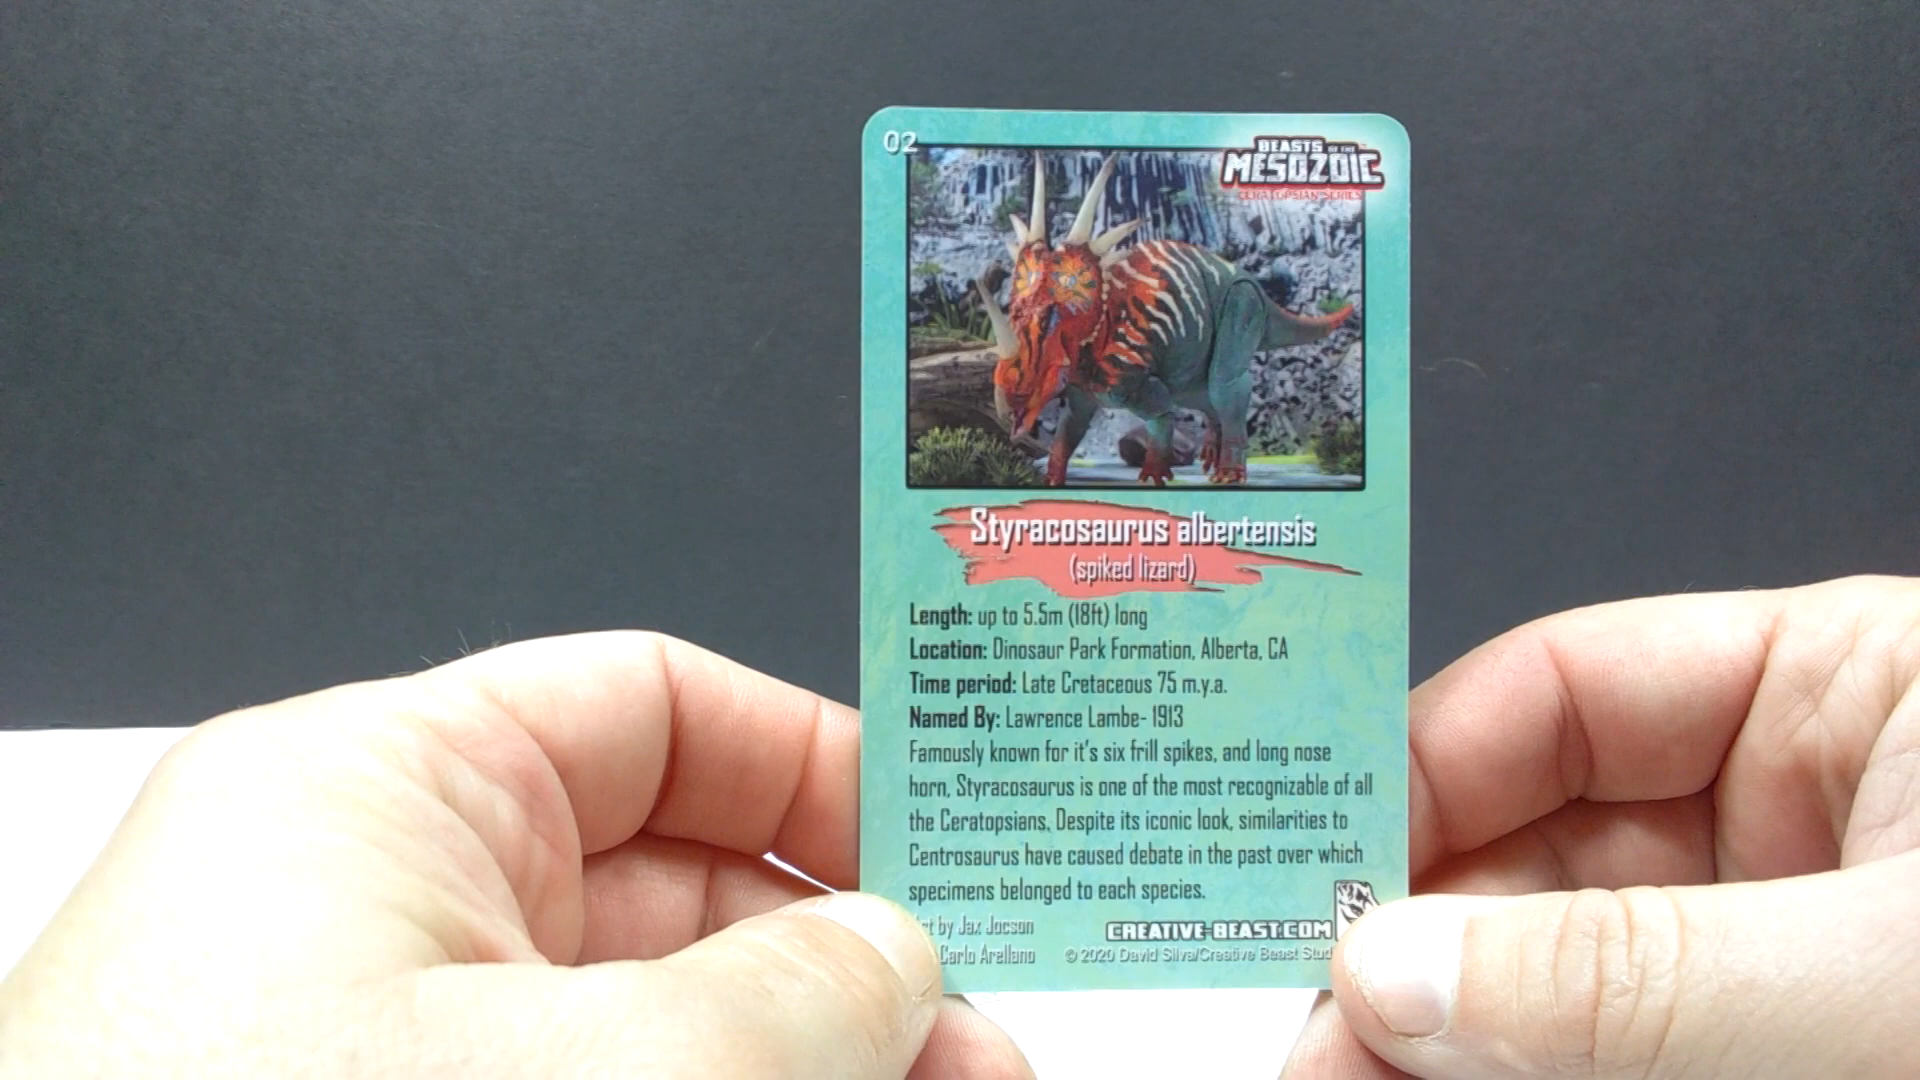 02
BEASTS OF THE
MESOZOIC
CERATOPSIAN SERIES
Styracosaurus albertensis
(spiked lizard)
Length: up to 5.5m (18ft) long
Location: Dinosaur Park Formation, Alberta, CA
Time period: Late Cretaceous 75 m.y.a.
Named By: Lawrence Lambe- 1913
Famously known for it's six frill spikes, and long nose
horn, Styracosaurus is one of the most recognizable of all
the Ceratopsians. Despite its iconic look, similarities to
Centrosaurus have caused debate in the past over which
specimens belonged to each species.
by Jax Jocson
Carlo Arellano
CREATIVE-BEAST.COM
© 2020 David Silva/Creative Beast